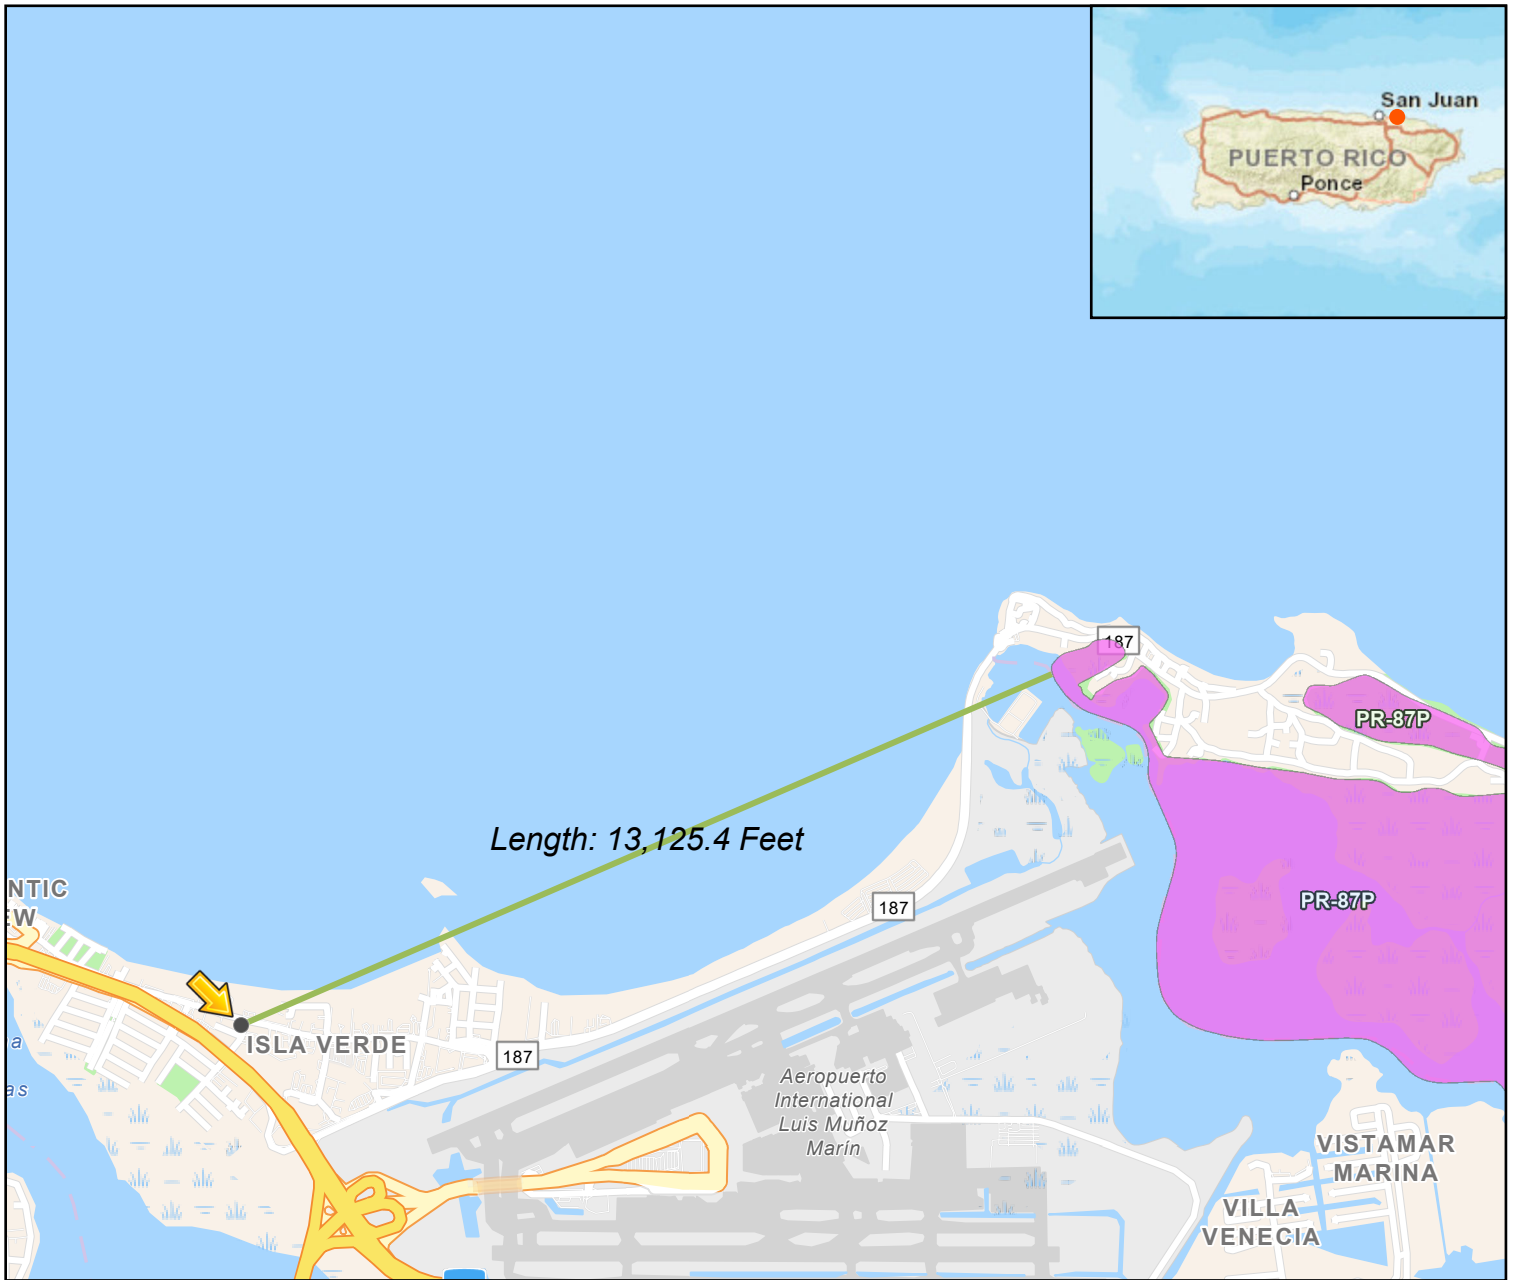 San Juan
PUERTO RICO
Ponce
187
PR-87P
Length: 13,125.4 Feet
NTIC
EW
187
PR-87P
ISLA VERDE
a
as
187
Aeropuerto
International
Luis Muñoz
Marín
VISTAMAR
MARINA
VILLA
VENECIA